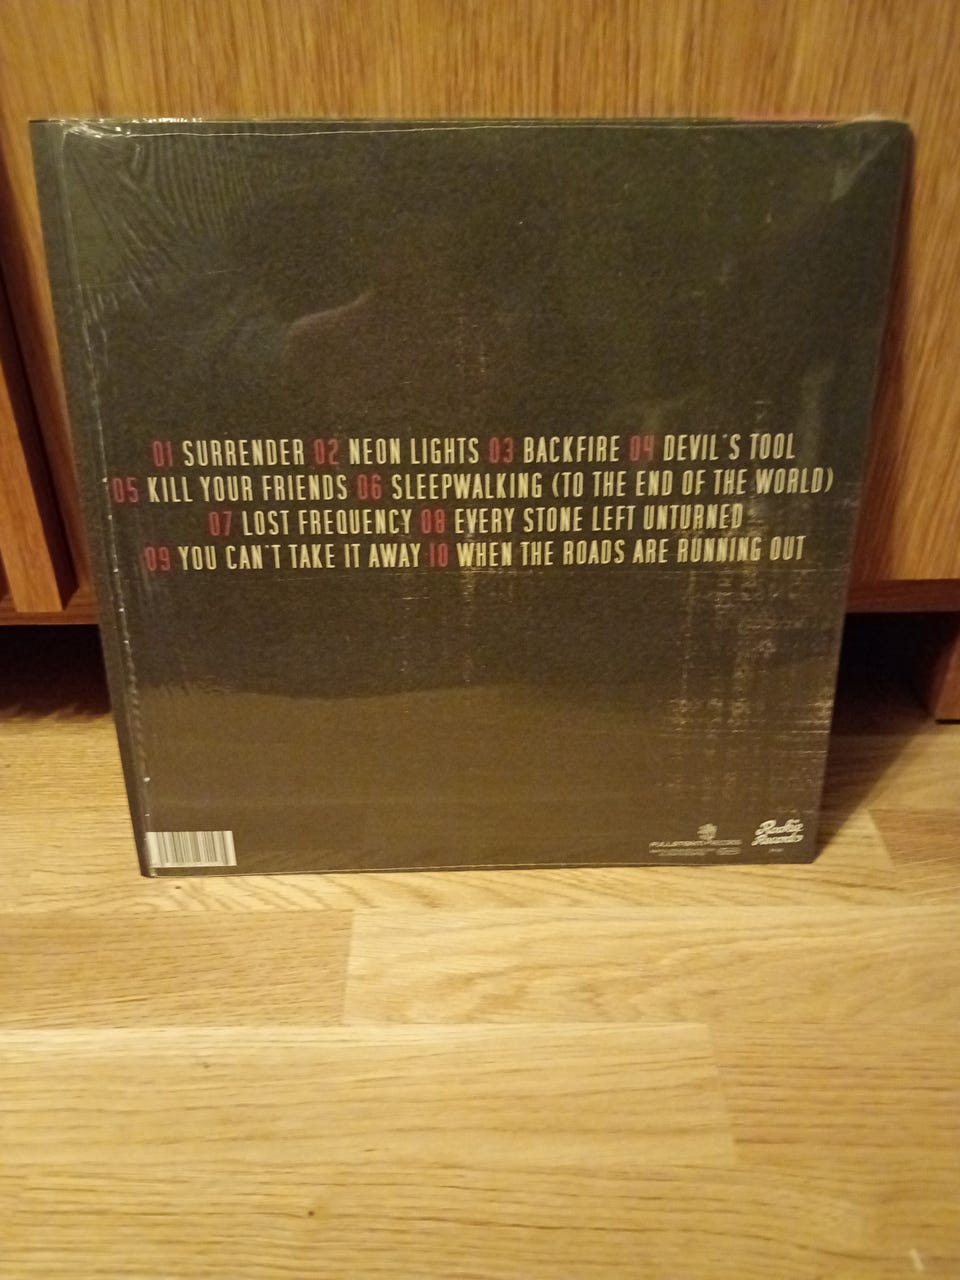 01 SURRENDER 02 NEON LIGHTS 03 BACKFIRE 04 DEVIL'S TOOL
05 KILL YOUR FRIENDS 06 SLEEPWALKING (TO THE END OF THE WORLD)
07 LOST FREQUENCY 08 EVERY STONE LEFT UNTURNED
09 YOU CAN'T TAKE IT AWAY 10 WHEN THE ROADS ARE RUNNING OUT
Rookie
Records